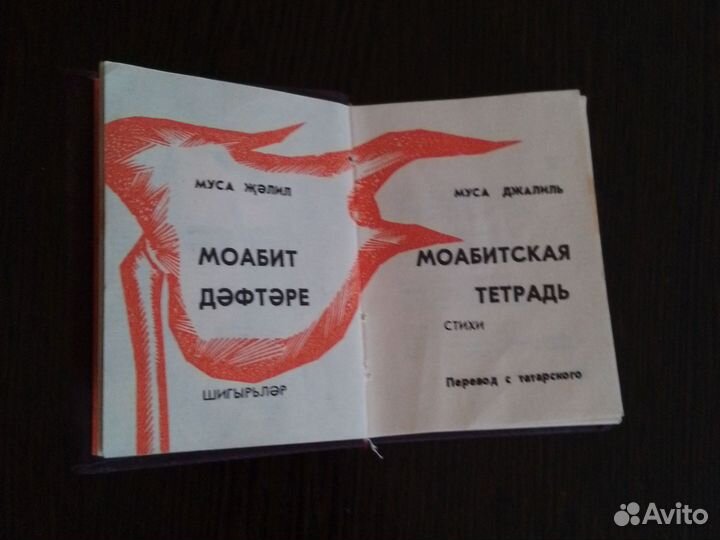 МУСА ҖӘЛИЛ
МОАБИТ
ДӘФТӘРЕ
ШИГЫРЬЛӘР
МУСА ДЖАЛИЛЬ
МОАБИТСКАЯ
ТЕТРАДЬ
СТИХИ
Перевод с татарского
Avito